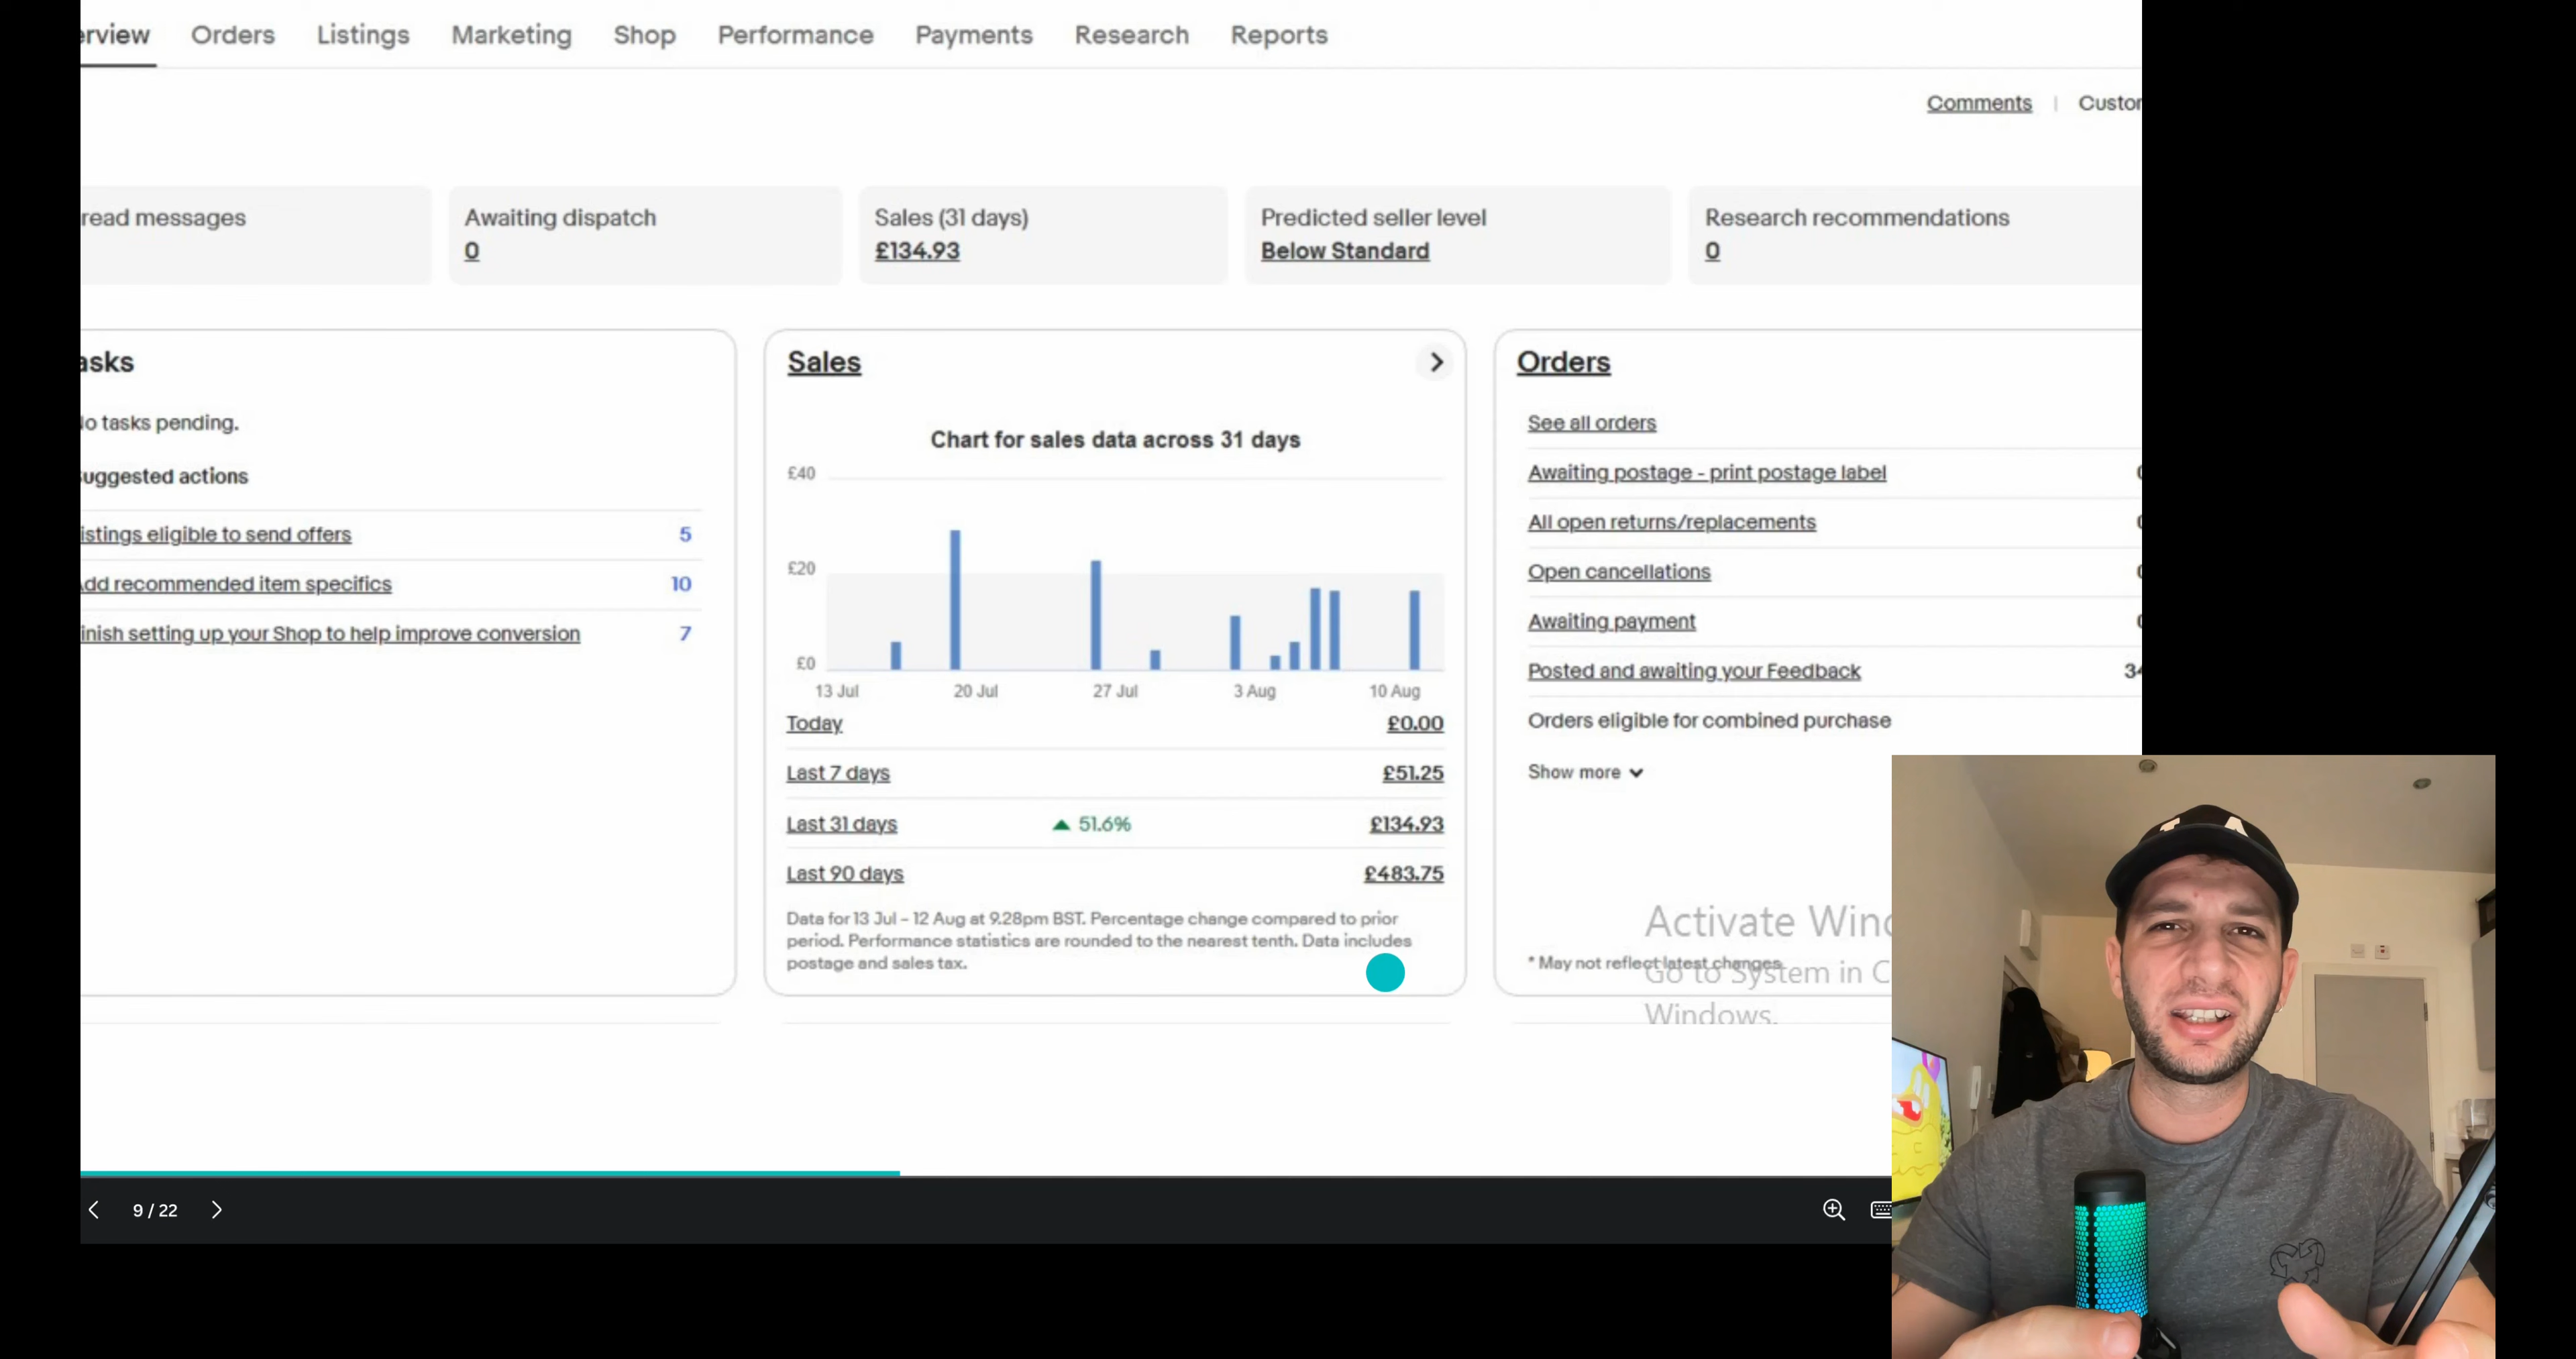 erview Orders Listings Marketing Shop Performance Payments Research Reports
Comments | Custor
read messages
Awaiting dispatch
0
Sales (31 days)
£134.93
Predicted seller level
Below Standard
Research recommendations
0
asks
o tasks pending.
uggested actions
istings eligible to send offers 5
dd recommended item specifics 10
inish setting up your Shop to help improve conversion 7
Sales
Chart for sales data across 31 days
£40
£20
£0
13 Jul 20 Jul 27 Jul 3 Aug 10 Aug
Today £0.00
Last 7 days £51.25
Last 31 days 51.6% £134.93
Last 90 days £483.75
Data for 13 Jul - 12 Aug at 9.28pm BST. Percentage change compared to prior
period. Performance statistics are rounded to the nearest tenth. Data includes
postage and sales tax.
Orders
See all orders
Awaiting postage - print postage label
All open returns/replacements
Open cancellations
Awaiting payment
Posted and awaiting your Feedback 34
Orders eligible for combined purchase
Show more
* May not reflect latest changes
Activate Winc
Go to System in C
Windows.
9 / 22